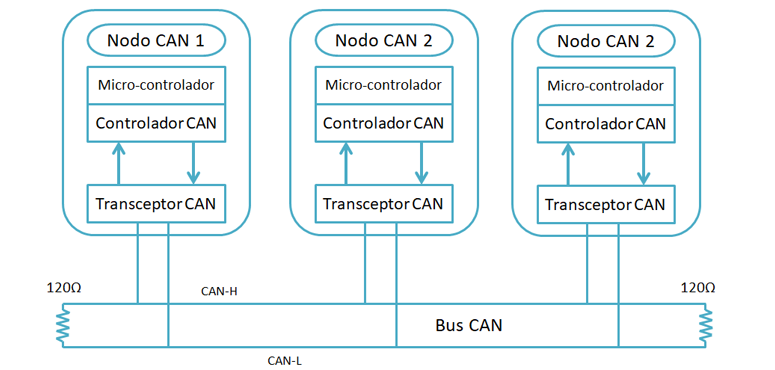 Nodo CAN 1
Nodo CAN 2
Nodo CAN 2
Micro-controlador
Micro-controlador
Micro-controlador
Controlador CAN
Controlador CAN
Controlador CAN
Transceptor CAN
Transceptor CAN
Transceptor CAN
120Ω
CAN-H
120Ω
Bus CAN
CAN-L